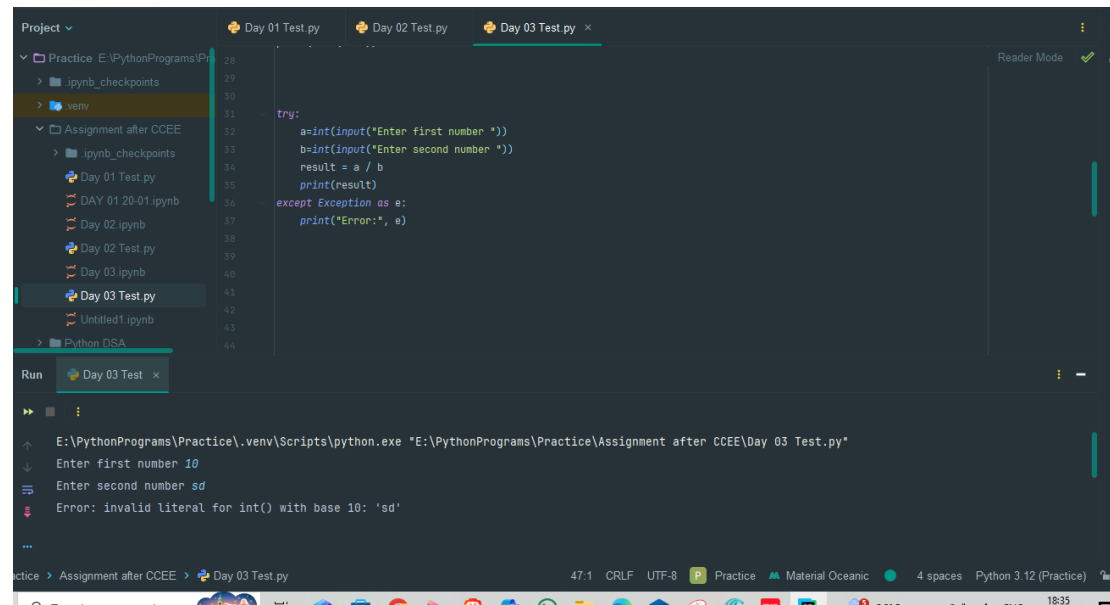 Project
Day 01 Test.py
Day 02 Test.py
Day 03 Test.py ×
Practice E:\PythonPrograms\Pra
.ipynb_checkpoints
.venv
Assignment after CCEE
.ipynb_checkpoints
Day 01 Test.py
DAY 01 20-01.ipynb
Day 02.ipynb
Day 02 Test.py
Day 03.ipynb
Day 03 Test.py
Untitled1.ipynb
Python DSA
Reader Mode
28
29
30
31 try:
32 a=int(input("Enter first number "))
33 b=int(input("Enter second number "))
34 result = a / b
35 print(result)
36 except Exception as e:
37 print("Error:", e)
38
39
40
41
42
43
44
Run Day 03 Test ×
E:\PythonPrograms\Practice\.venv\Scripts\python.exe "E:\PythonPrograms\Practice\Assignment after CCEE\Day 03 Test.py"
Enter first number 10
Enter second number sd
Error: invalid literal for int() with base 10: 'sd'
actice > Assignment after CCEE > Day 03 Test.py
47:1 CRLF UTF-8 P Practice Material Oceanic 4 spaces Python 3.12 (Practice)
18:35